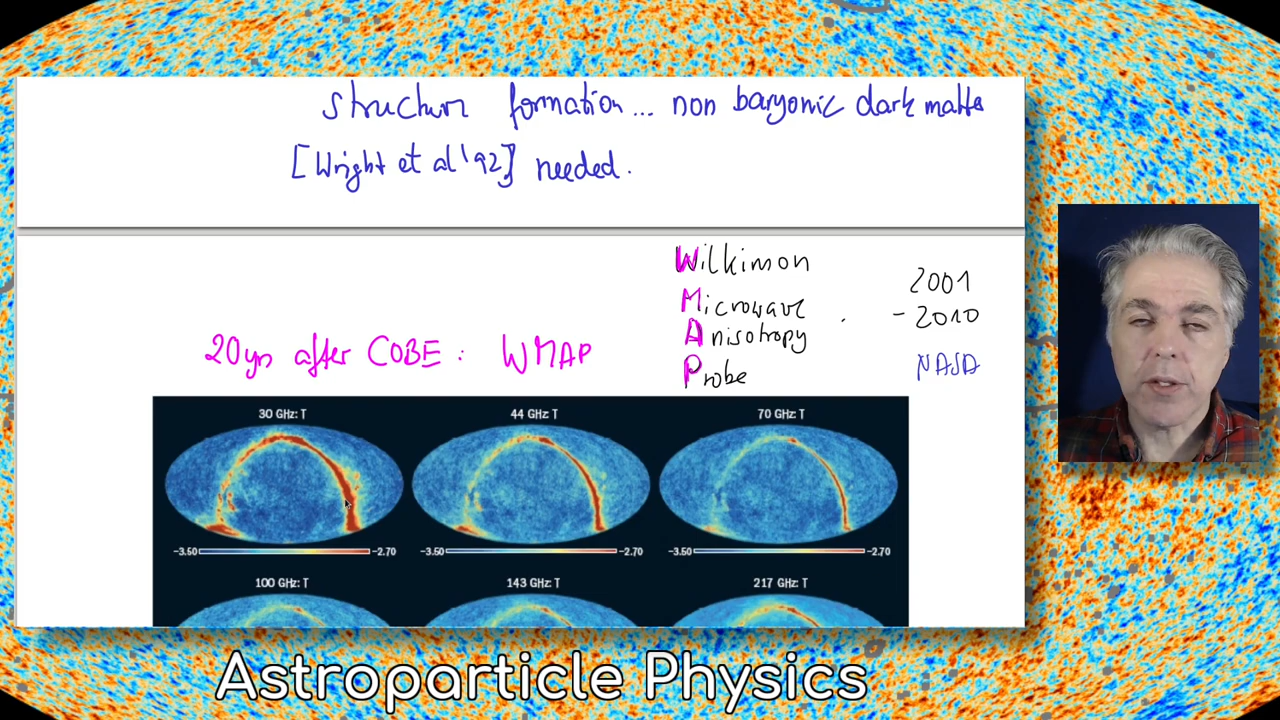 structure formation... non baryonic dark matter
[Wright et al '92] needed.
Wilkinson
Microwave
Anisotropy
Probe
2001
- 2010
NASA
20yrs after COBE : WMAP
30 GHz: T 44 GHz: T 70 GHz: T
-3.50 -2.70 -3.50 -2.70 -3.50 -2.70
100 GHz: T 143 GHz: T 217 GHz: T
Astroparticle Physics